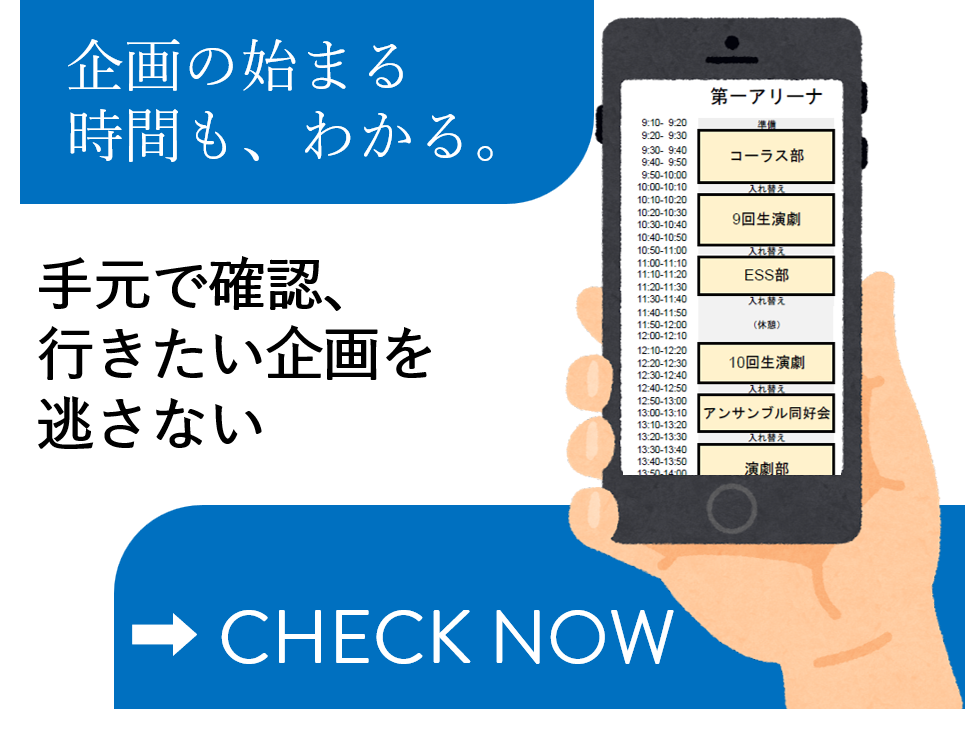 企画の始まる
時間も、わかる。
手元で確認、
行きたい企画を
逃さない
第一アリーナ
9:10- 9:20 準備
9:20- 9:30
9:30- 9:40 コーラス部
9:40- 9:50
9:50-10:00
10:00-10:10 入れ替え
10:10-10:20
10:20-10:30 9回生演劇
10:30-10:40
10:40-10:50
10:50-11:00 入れ替え
11:00-11:10
11:10-11:20 ESS部
11:20-11:30
11:30-11:40 入れ替え
11:40-11:50
11:50-12:00 （休憩）
12:00-12:10
12:10-12:20
12:20-12:30 10回生演劇
12:30-12:40
12:40-12:50 入れ替え
12:50-13:00
13:00-13:10 アンサンブル同好会
13:10-13:20
13:20-13:30 入れ替え
13:30-13:40
13:40-13:50 演劇部
13:50-14:00
CHECK NOW